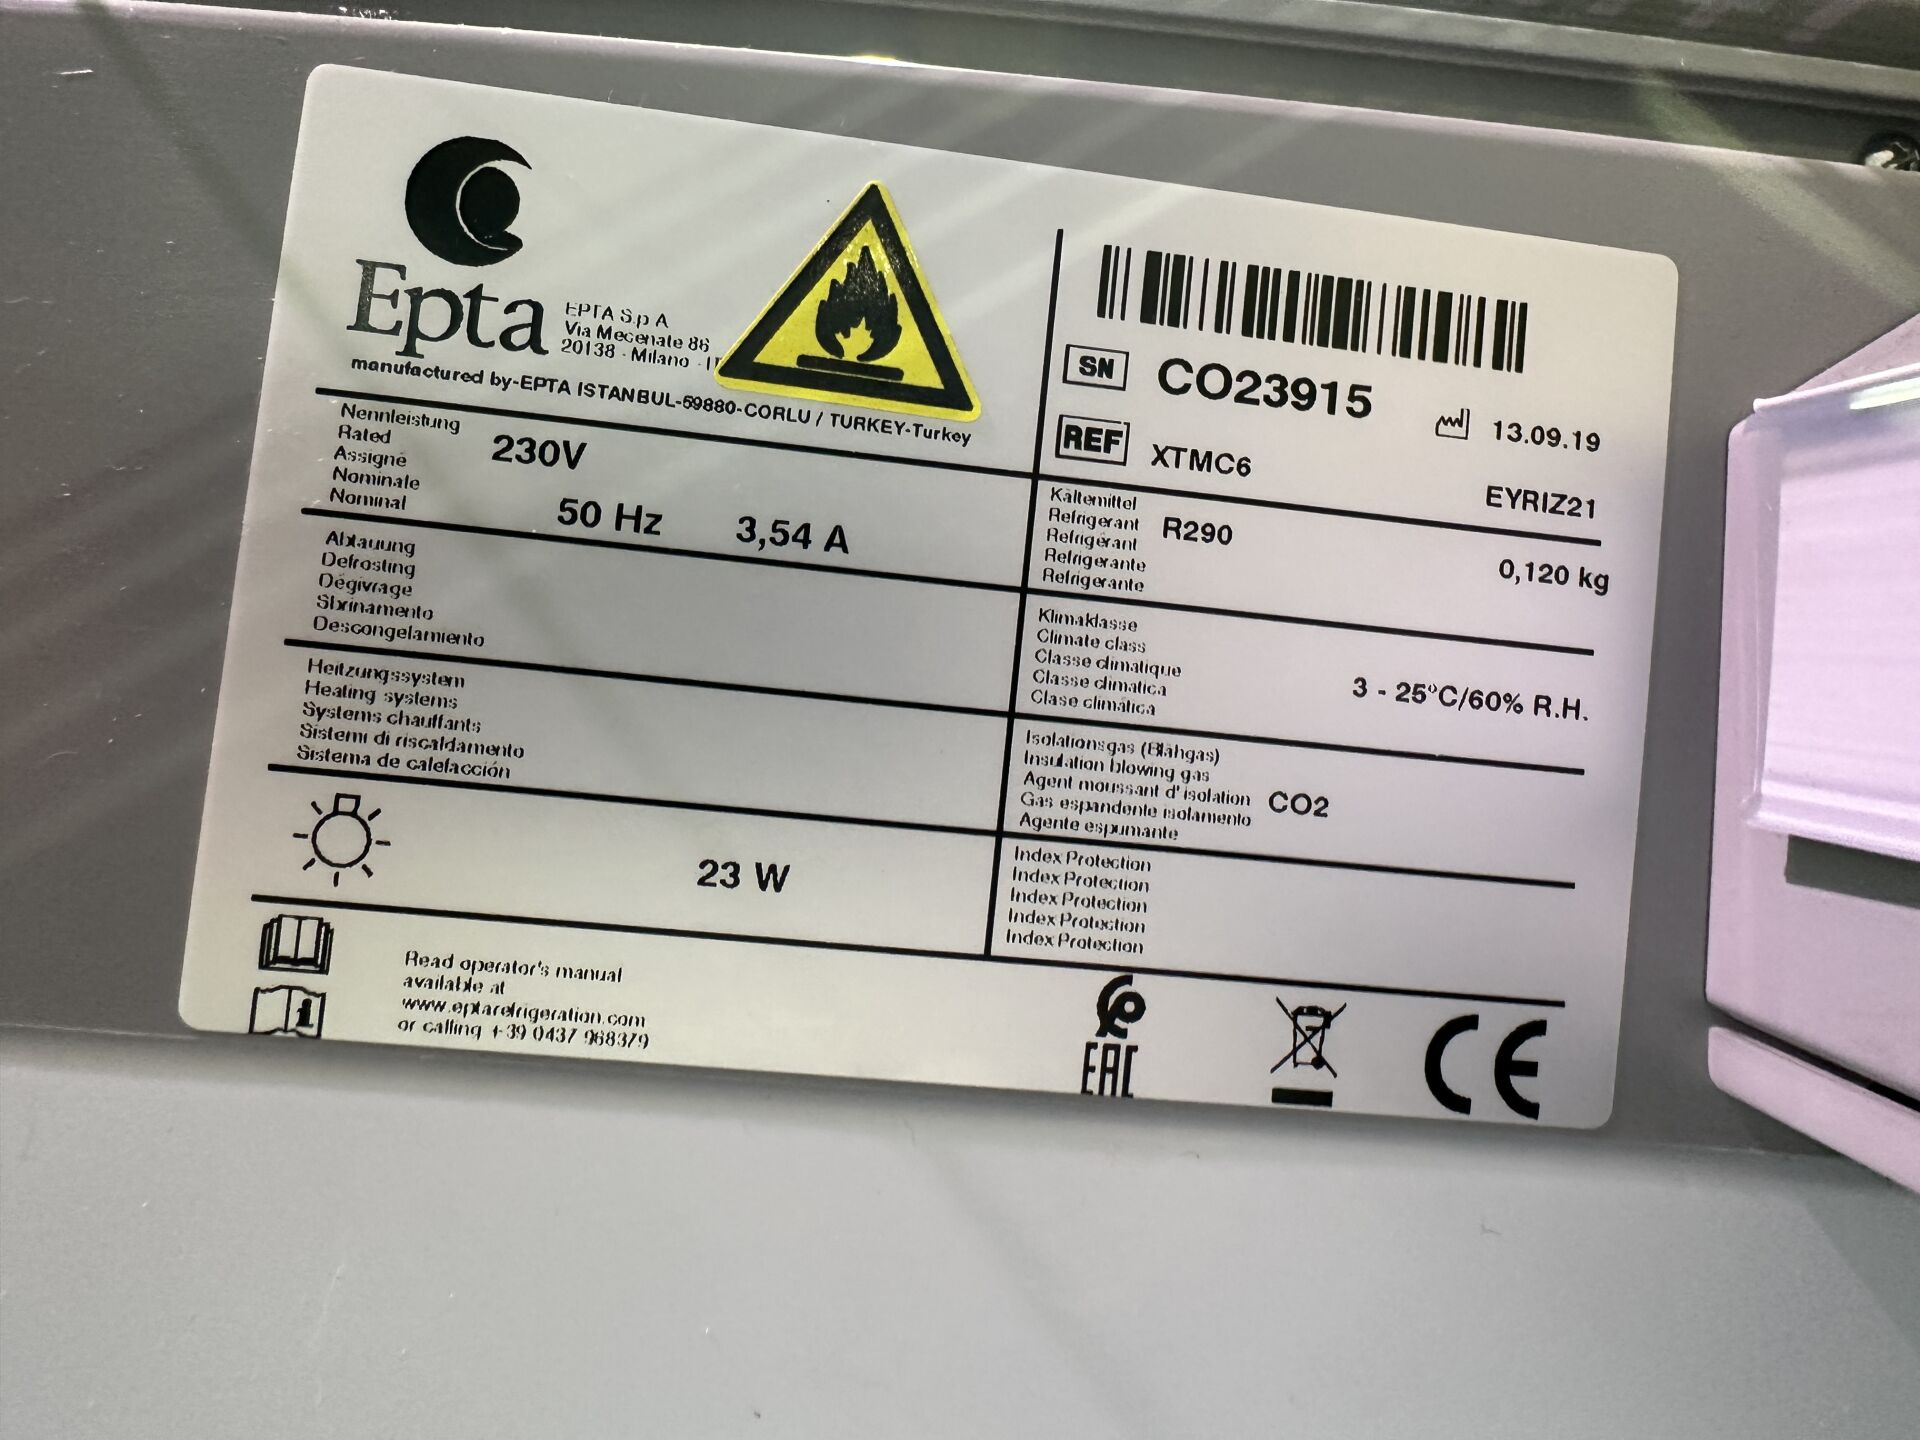 Epta
EPTA S.p A
Via Mecenate 86
20138 - Milano - I
manufactured by-EPTA ISTANBUL-59880-CORLU / TURKEY-Turkey
SN CO23915
13.09.19
REF XTMC6
EYRIZ21
Nennleistung
Rated
Assigné
Nominale
Nominal
230V
50 Hz 3,54 A
Kältemittel
Refrigerant
Refrigérant
Refrigerante
Refrigerante
R290
0,120 kg
Abtauung
Defrosting
Dégivrage
Sbrinamento
Descongelamiento
Klimaklasse
Climate class
Classe climatique
Classe climatica
Clase climática
3 - 25°C/60% R.H.
Heitzungssystem
Heating systems
Systems chauffants
Sistemi di riscaldamento
Sistema de calefacción
Isolationsgas (Blähgas)
Insulation blowing gas
Agent moussant d'isolation
Gas espandente isolamento
Agente espumante
CO2
23 W
Index Protection
Index Protection
Index Protection
Index Protection
Index Protection
Read operator's manual
available at
www.eptarefrigeration.com
or calling +39 0437 968379
EAC
CE